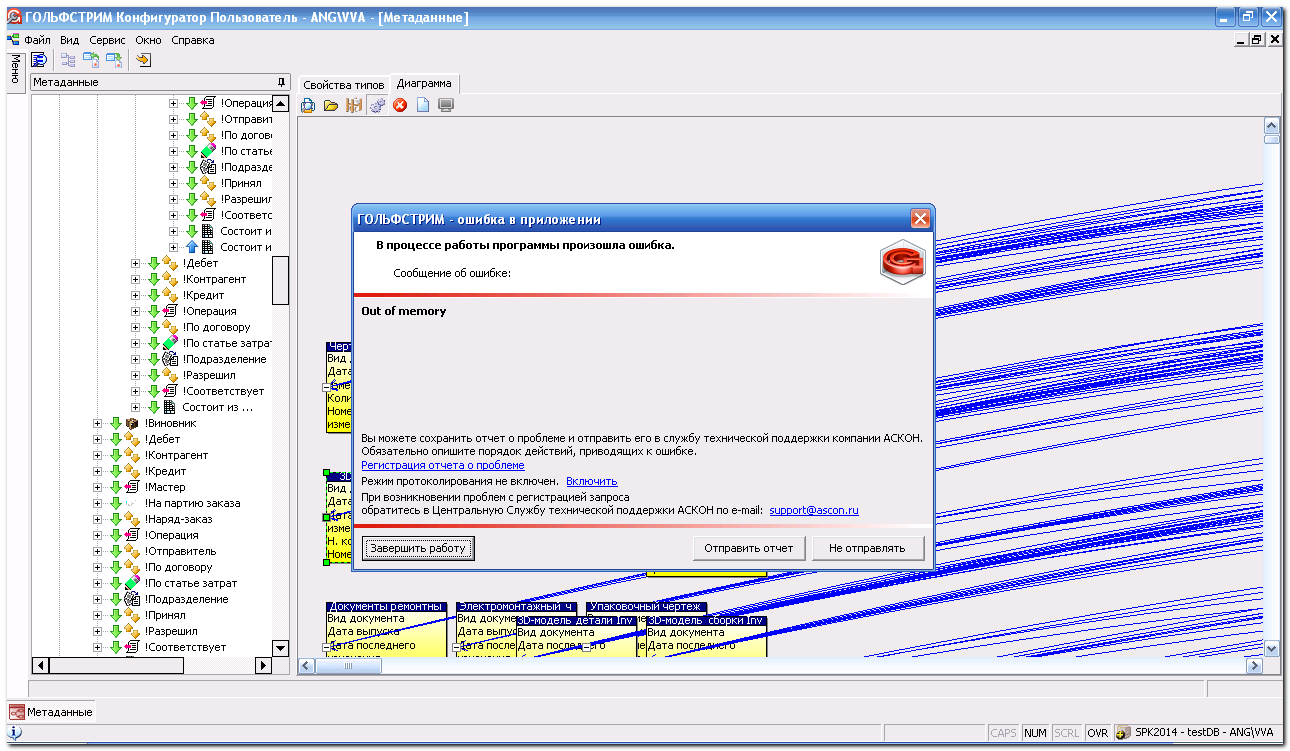 ГОЛЬФСТРИМ Конфигуратор Пользователь - ANG\VVA - [Метаданные]
Файл Вид Сервис Окно Справка
Меню
Метаданные
Свойства типов Диаграмма
!Операция
!Отправит
!По догов
!По статье
!Подразде
!Принял
!Разрешил
!Соответс
Состоит и
Состоит и
!Дебет
!Контрагент
!Кредит
!Операция
!По договору
!По статье затрат
!Подразделение
!Разрешил
!Соответствует
Состоит из ...
!Виновник
!Дебет
!Контрагент
!Кредит
!Мастер
!На партию заказа
!Наряд-заказ
!Операция
!Отправитель
!По договору
!По статье затрат
!Подразделение
!Принял
!Разрешил
!Соответствует
ГОЛЬФСТРИМ - ошибка в приложении
В процессе работы программы произошла ошибка.
Сообщение об ошибке:
Out of memory
Вы можете сохранить отчет о проблеме и отправить его в службу технической поддержки компании АСКОН.
Обязательно опишите порядок действий, приводящих к ошибке.
Регистрация отчета о проблеме
Режим протоколирования не включен. Включить
При возникновении проблем с регистрацией запроса
обратитесь в Центральную Службу технической поддержки АСКОН по e-mail: support@ascon.ru
Завершить работу Отправить отчет Не отправлять
Черт
Вид д
Дата
Коли
Номе
изме
3D
Вид д
Дата
Дата
изме
Н. ко
Номе
Документы ремонтны
Вид документа
Дата выпуска
Дата последнего
Электромонтажный ч
Вид докуме
Дата выпус
Дата после
Упаковочный чертеж
3D-модель детали Inv
Вид документа
Дата последнего
3D-модель сборки Inv
Вид документа
Дата последнего
Метаданные
CAPS NUM SCRL OVR SPK2014 - testDB - ANG\VVA